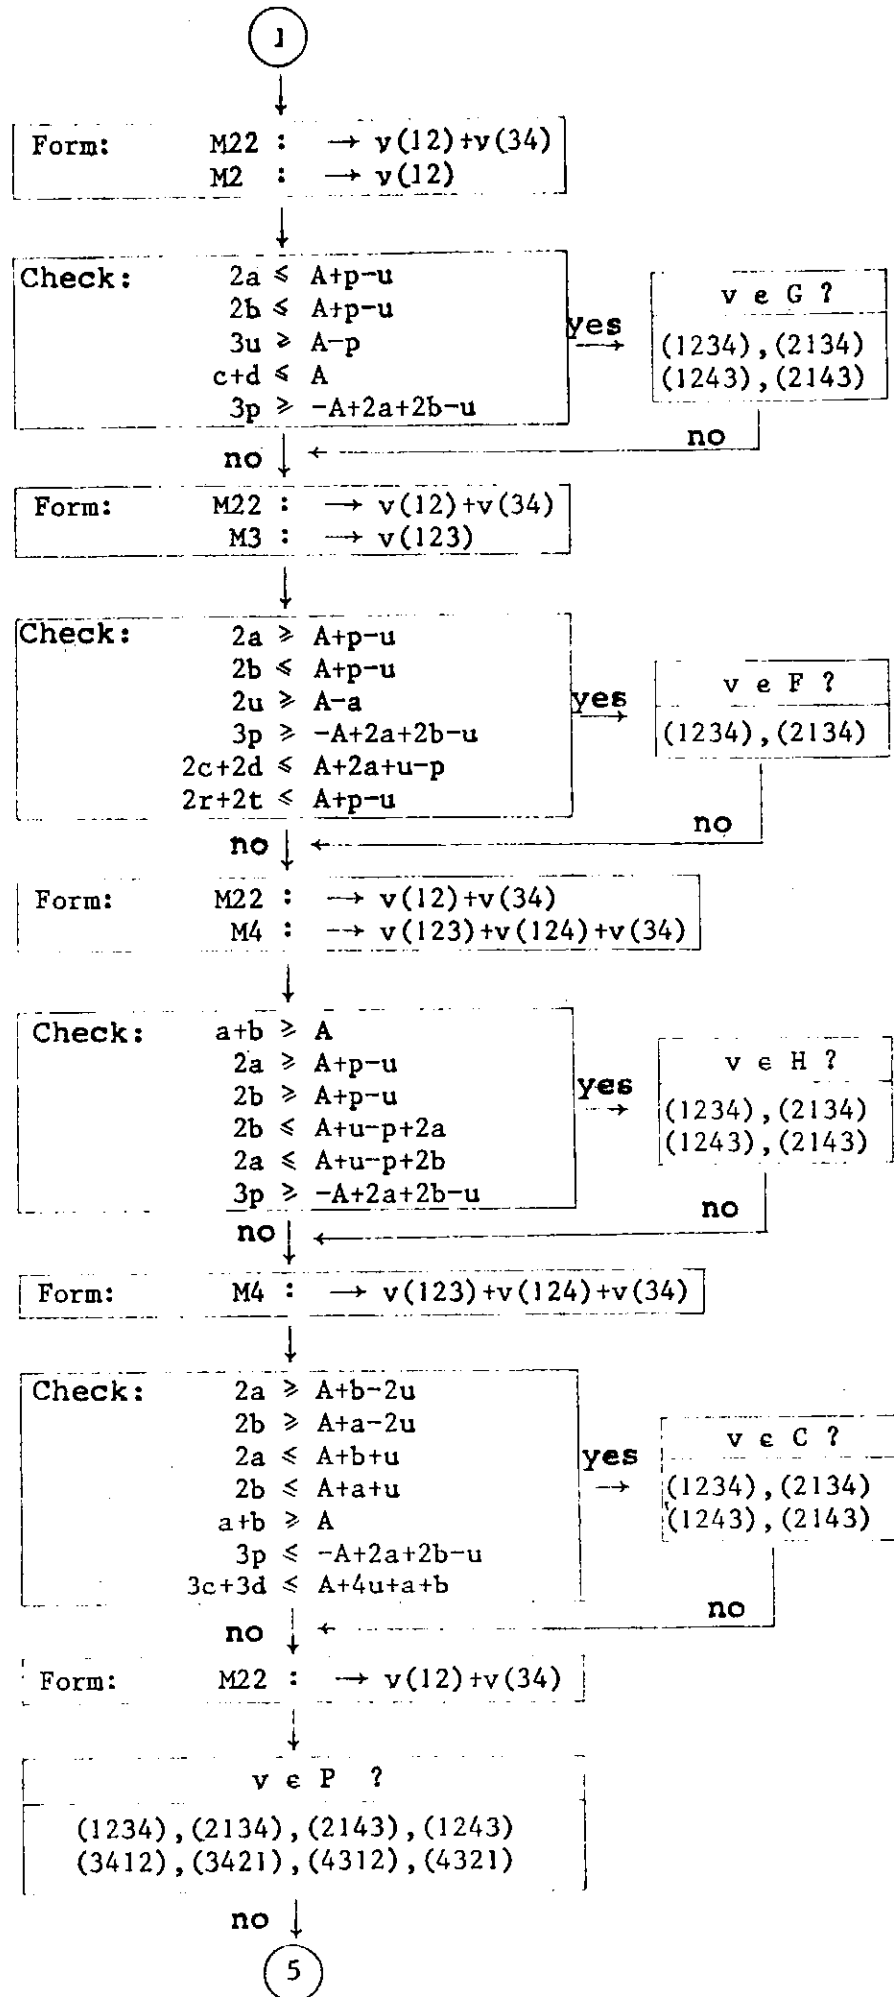 1
Form: M22 : → v(12)+v(34)
M2 : → v(12)
Check: 2a ≤ A+p-u
2b ≤ A+p-u
3u ≥ A-p
c+d ≤ A
3p ≥ -A+2a+2b-u
yes →
v e G ?
(1234),(2134)
(1243),(2143)
no
no
Form: M22 : → v(12)+v(34)
M3 : → v(123)
Check: 2a ≥ A+p-u
2b ≤ A+p-u
2u ≥ A-a
3p ≥ -A+2a+2b-u
2c+2d ≤ A+2a+u-p
2r+2t ≤ A+p-u
yes →
v e F ?
(1234),(2134)
no
no
Form: M22 : → v(12)+v(34)
M4 : → v(123)+v(124)+v(34)
Check: a+b ≥ A
2a ≥ A+p-u
2b ≥ A+p-u
2b ≤ A+u-p+2a
2a ≤ A+u-p+2b
3p ≥ -A+2a+2b-u
yes →
v e H ?
(1234),(2134)
(1243),(2143)
no
no
Form: M4 : → v(123)+v(124)+v(34)
Check: 2a ≥ A+b-2u
2b ≥ A+a-2u
2a ≤ A+b+u
2b ≤ A+a+u
a+b ≥ A
3p ≤ -A+2a+2b-u
3c+3d ≤ A+4u+a+b
yes →
v e C ?
(1234),(2134)
(1243),(2143)
no
no
Form: M22 : → v(12)+v(34)
v e P ?
(1234),(2134),(2143),(1243)
(3412),(3421),(4312),(4321)
no
5